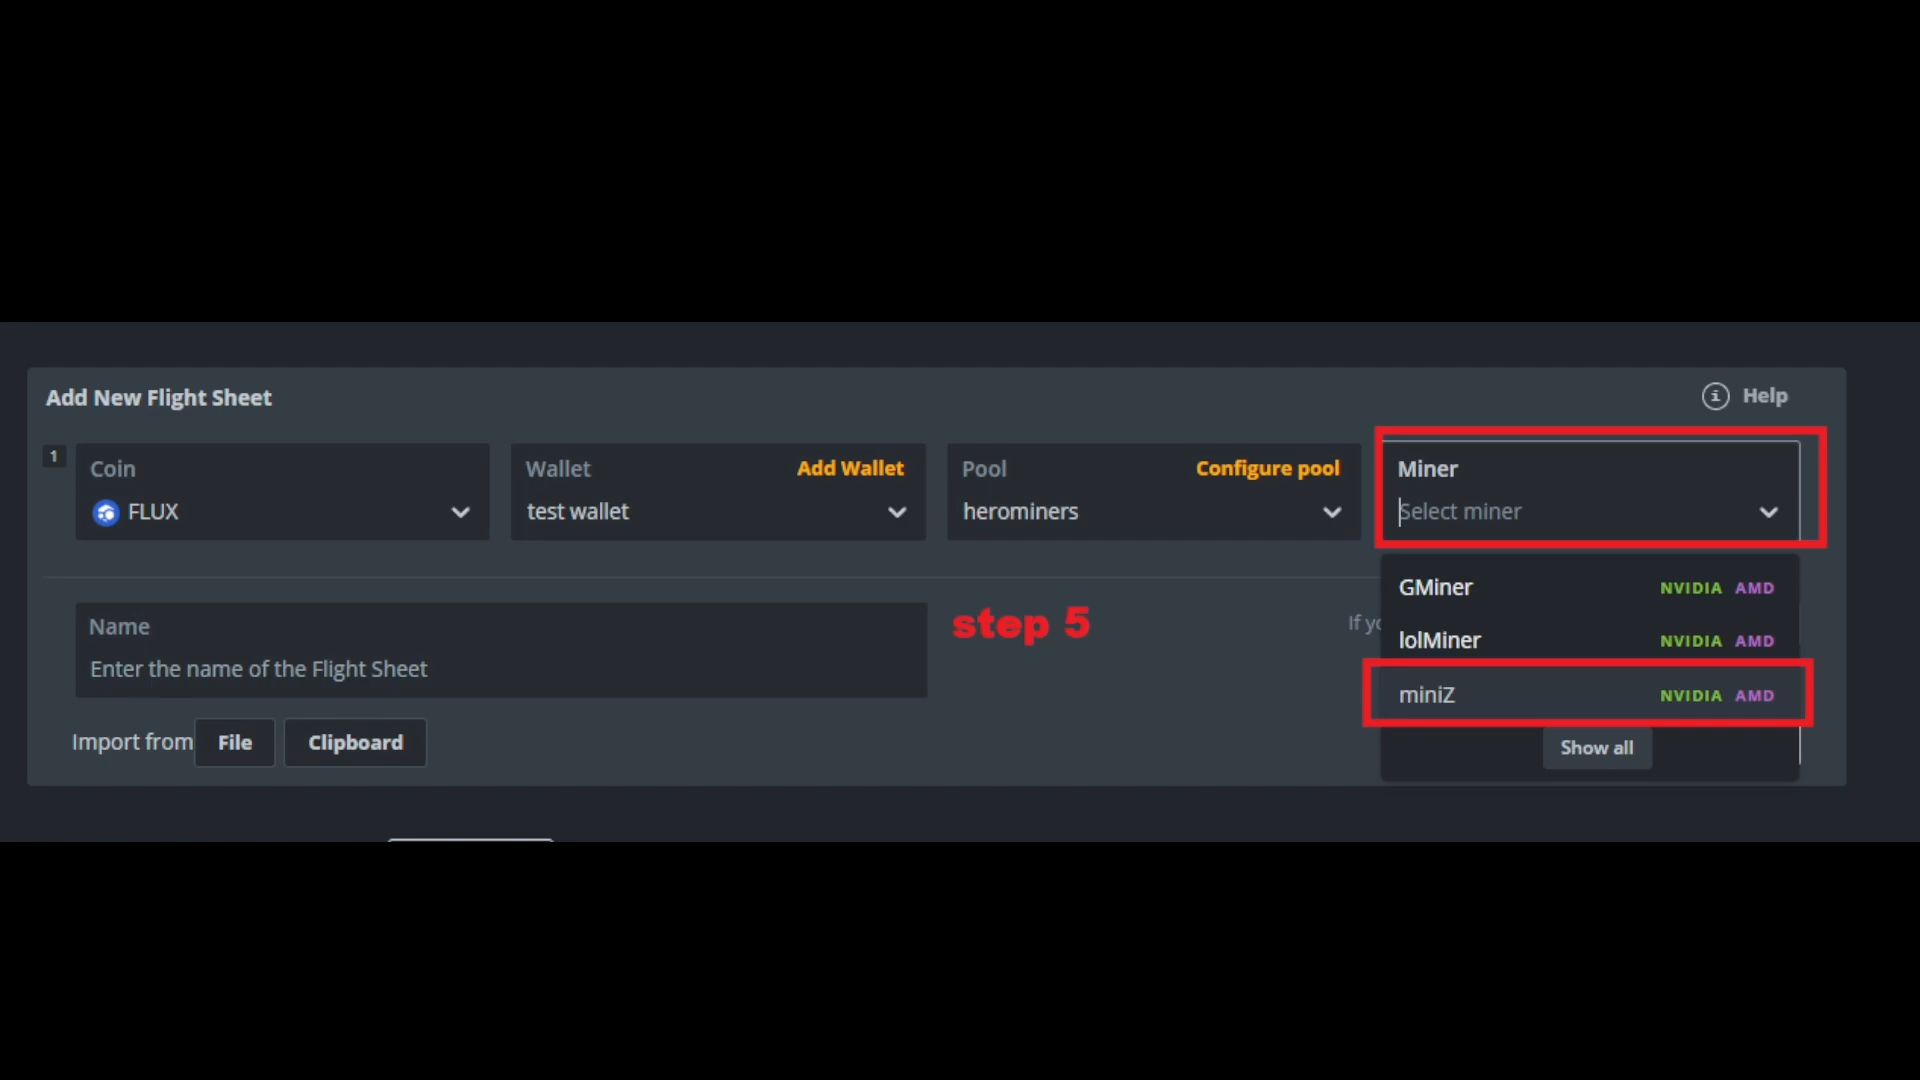 Add New Flight Sheet
Help
1
Coin
FLUX
Wallet
Add Wallet
test wallet
Pool
Configure pool
herominers
Miner
Select miner
GMiner NVIDIA AMD
lolMiner NVIDIA AMD
miniZ NVIDIA AMD
Show all
Name
Enter the name of the Flight Sheet
step 5
If
Import from File Clipboard